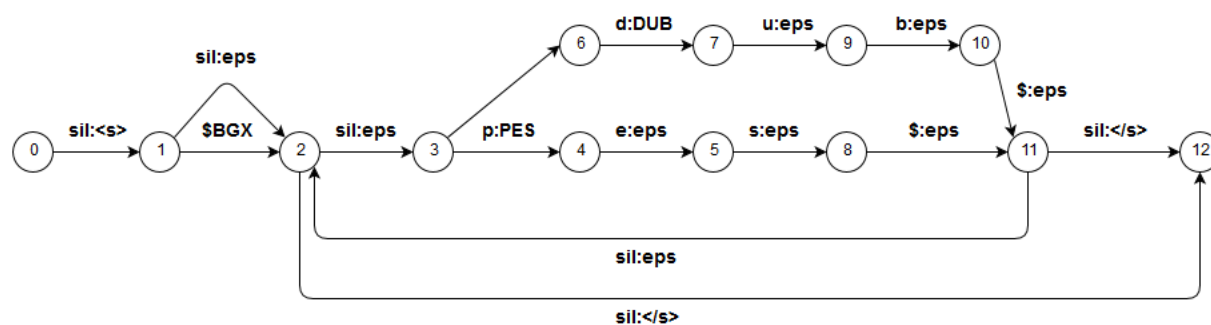 d:DUB u:eps b:eps
6 7 9 10
sil:eps
$:eps
sil:<s> $BGX sil:eps p:PES e:eps s:eps $:eps sil:</s>
0 1 2 3 4 5 8 11 12
sil:eps
sil:</s>